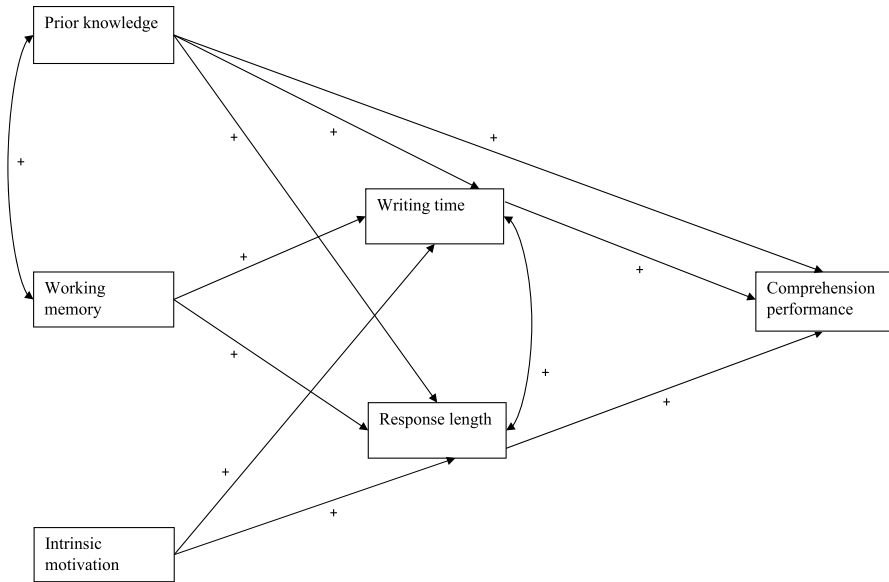 Prior knowledge
+
+
+
+
Writing time
+
+
Working
memory
Comprehension
performance
+
+
+
Response length
+
+
Intrinsic
motivation